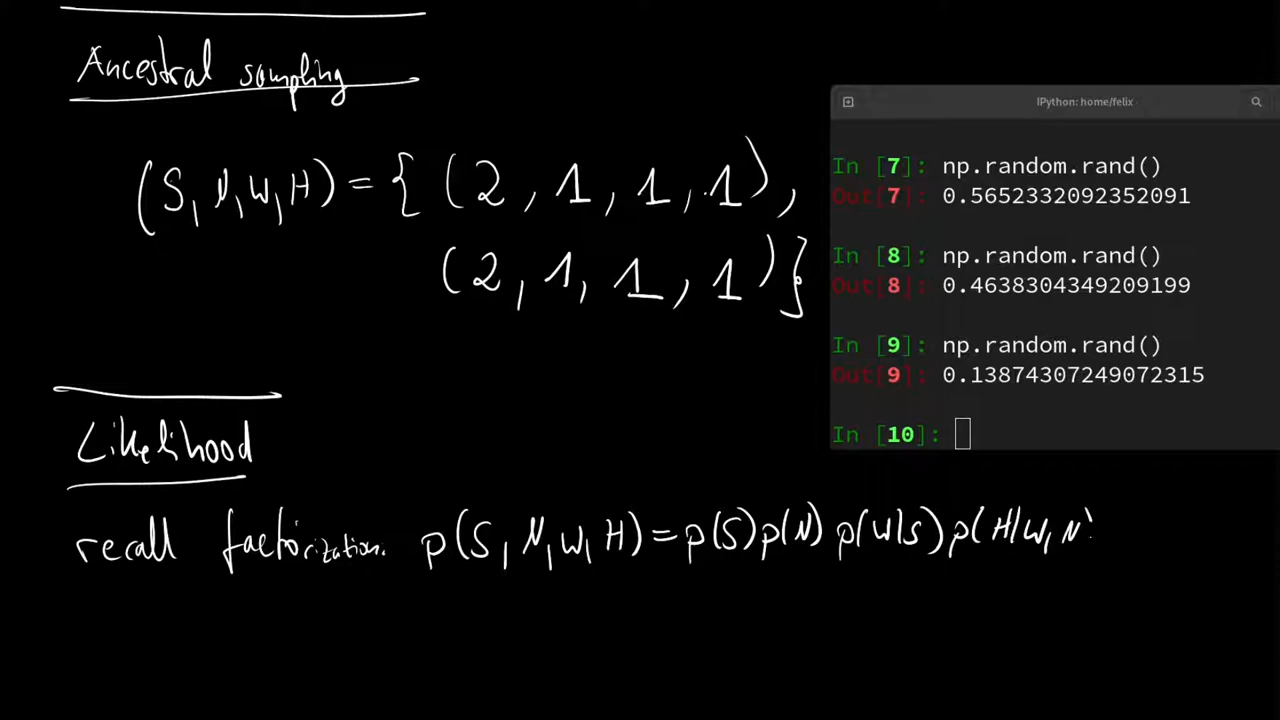 Ancestral sampling
(S, N, W, H) = { (2, 1, 1, 1),
(2, 1, 1, 1) }
IPython: home/felix
In [7]: np.random.rand()
Out[7]: 0.5652332092352091
In [8]: np.random.rand()
Out[8]: 0.4638304349209199
In [9]: np.random.rand()
Out[9]: 0.13874307249072315
In [10]:
Likelihood
recall factorization: p(S, N, W, H) = p(S) p(N) p(W|S) p(H|W, N